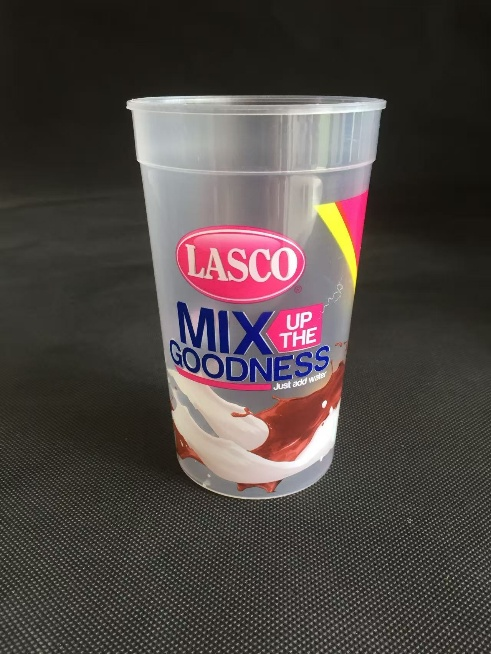 LASCO
MIX UP THE
GOODNESS
Just add water